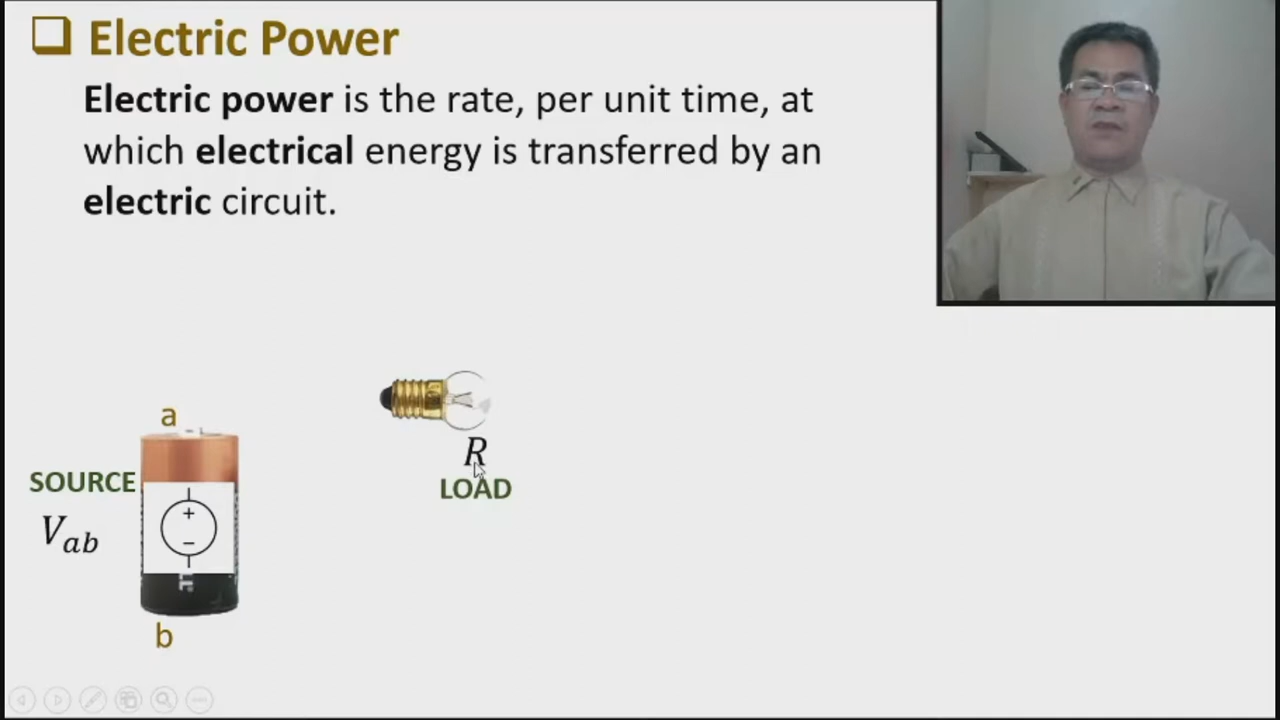 Electric Power
Electric power is the rate, per unit time, at
which electrical energy is transferred by an
electric circuit.
a
SOURCE
V_ab
+
−
b
R
LOAD